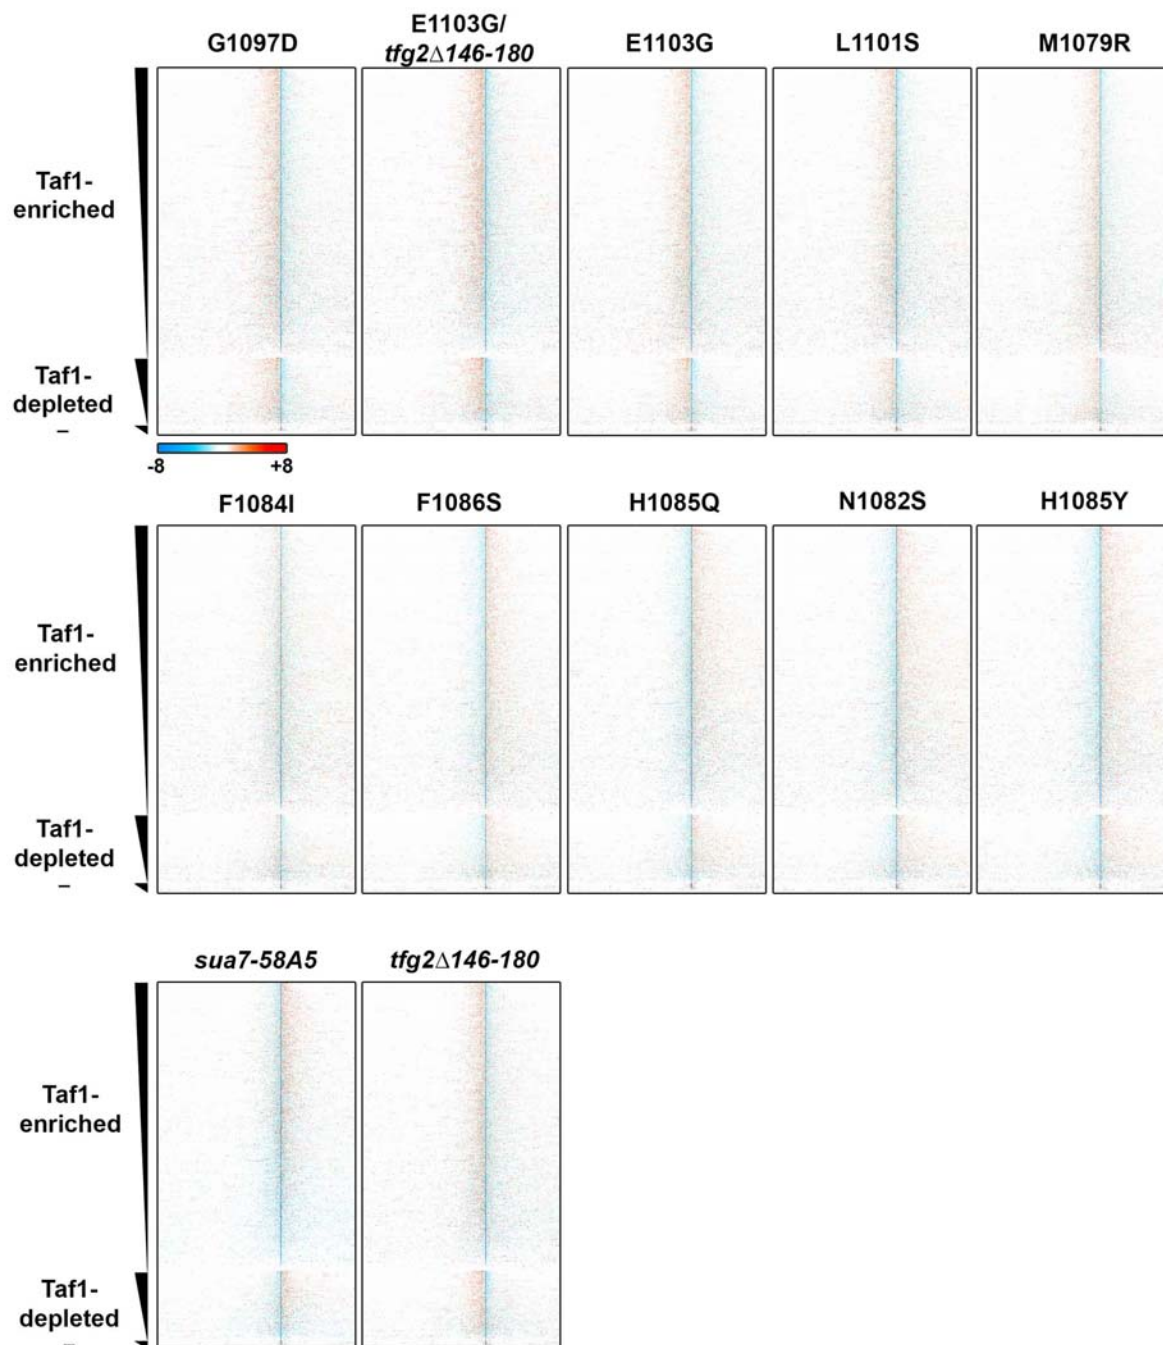 G1097D
E1103G/
tfg2Δ146-180
E1103G
L1101S
M1079R
Taf1-
enriched
Taf1-
depleted
–
-8
+8
F1084I
F1086S
H1085Q
N1082S
H1085Y
Taf1-
enriched
Taf1-
depleted
–
sua7-58A5
tfg2Δ146-180
Taf1-
enriched
Taf1-
depleted
–